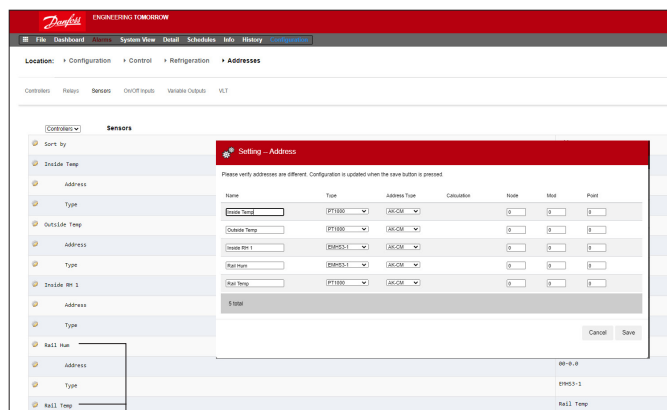 Danfoss ENGINEERING TOMORROW
File Dashboard Alarms System View Detail Schedules Info History Configuration
Location: Configuration Control Refrigeration Addresses
Controllers Relays Sensors On/Off Inputs Variable Outputs VLT
Controllers Sensors
Sort by
Setting -- Address
Inside Temp
Please verify addresses are different. Configuration is updated when the save button is pressed.
Address
Name Type Address Type Calculation Node Mod Point
Type
Inside Temp PT1000 AK-CM 0 0 0
Outside Temp
Outside Temp PT1000 AK-CM 0 0 0
Address
Inside RH 1 EMHS3-1 AK-CM 0 0 0
Type
Rail Hum EMHS3-1 AK-CM 0 0 0
Inside RH 1
Rail Temp PT1000 AK-CM 0 0 0
Address
5 total
Type
Cancel Save
Rail Hum
Address 00-0.0
Type EMHS3-1
Rail Temp Rail Temp